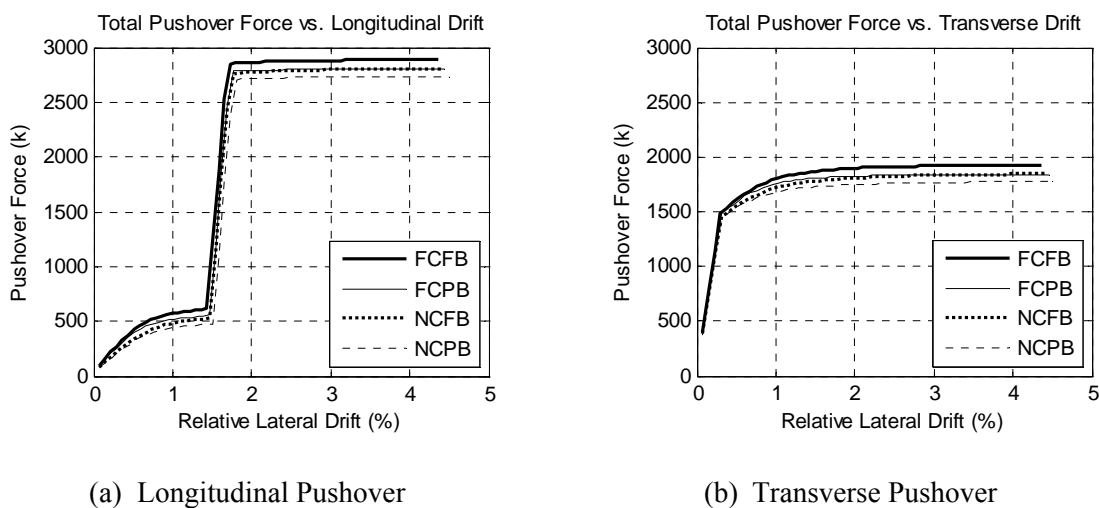 Total Pushover Force vs. Longitudinal Drift
3000
2500
2000
1500
1000
500
0
Pushover Force (k)
FCFB
FCPB
NCFB
NCPB
0 1 2 3 4 5
Relative Lateral Drift (%)
(a) Longitudinal Pushover
Total Pushover Force vs. Transverse Drift
3000
2500
2000
1500
1000
500
0
Pushover Force (k)
FCFB
FCPB
NCFB
NCPB
0 1 2 3 4 5
Relative Lateral Drift (%)
(b) Transverse Pushover